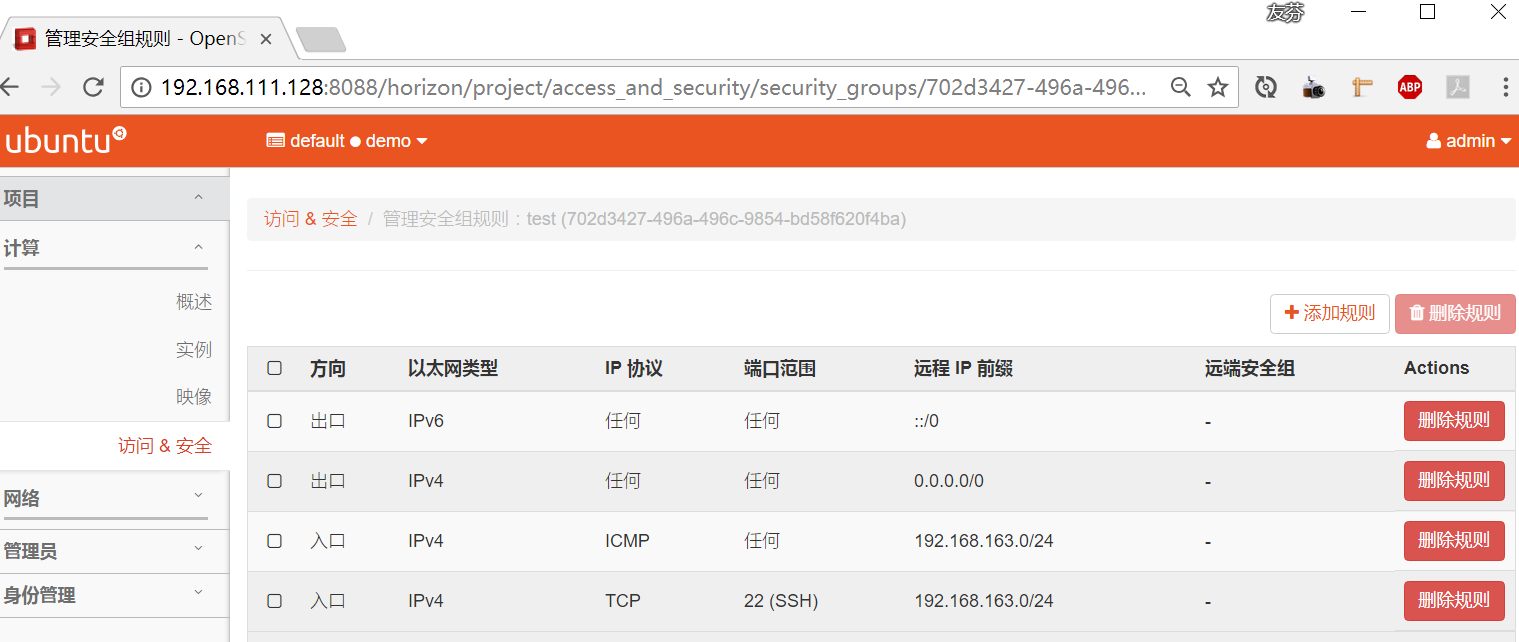 友芬
管理安全组规则 - OpenS
192.168.111.128:8088/horizon/project/access_and_security/security_groups/702d3427-496a-496...
ABP
ubuntu default demo admin
项目
计算
概述
实例
映像
访问 & 安全
网络
管理员
身份管理
访问 & 安全 / 管理安全组规则：test (702d3427-496a-496c-9854-bd58f620f4ba)
添加规则 删除规则
方向 以太网类型 IP 协议 端口范围 远程 IP 前缀 远端安全组 Actions
出口 IPv6 任何 任何 ::/0 - 删除规则
出口 IPv4 任何 任何 0.0.0.0/0 - 删除规则
入口 IPv4 ICMP 任何 192.168.163.0/24 - 删除规则
入口 IPv4 TCP 22 (SSH) 192.168.163.0/24 - 删除规则